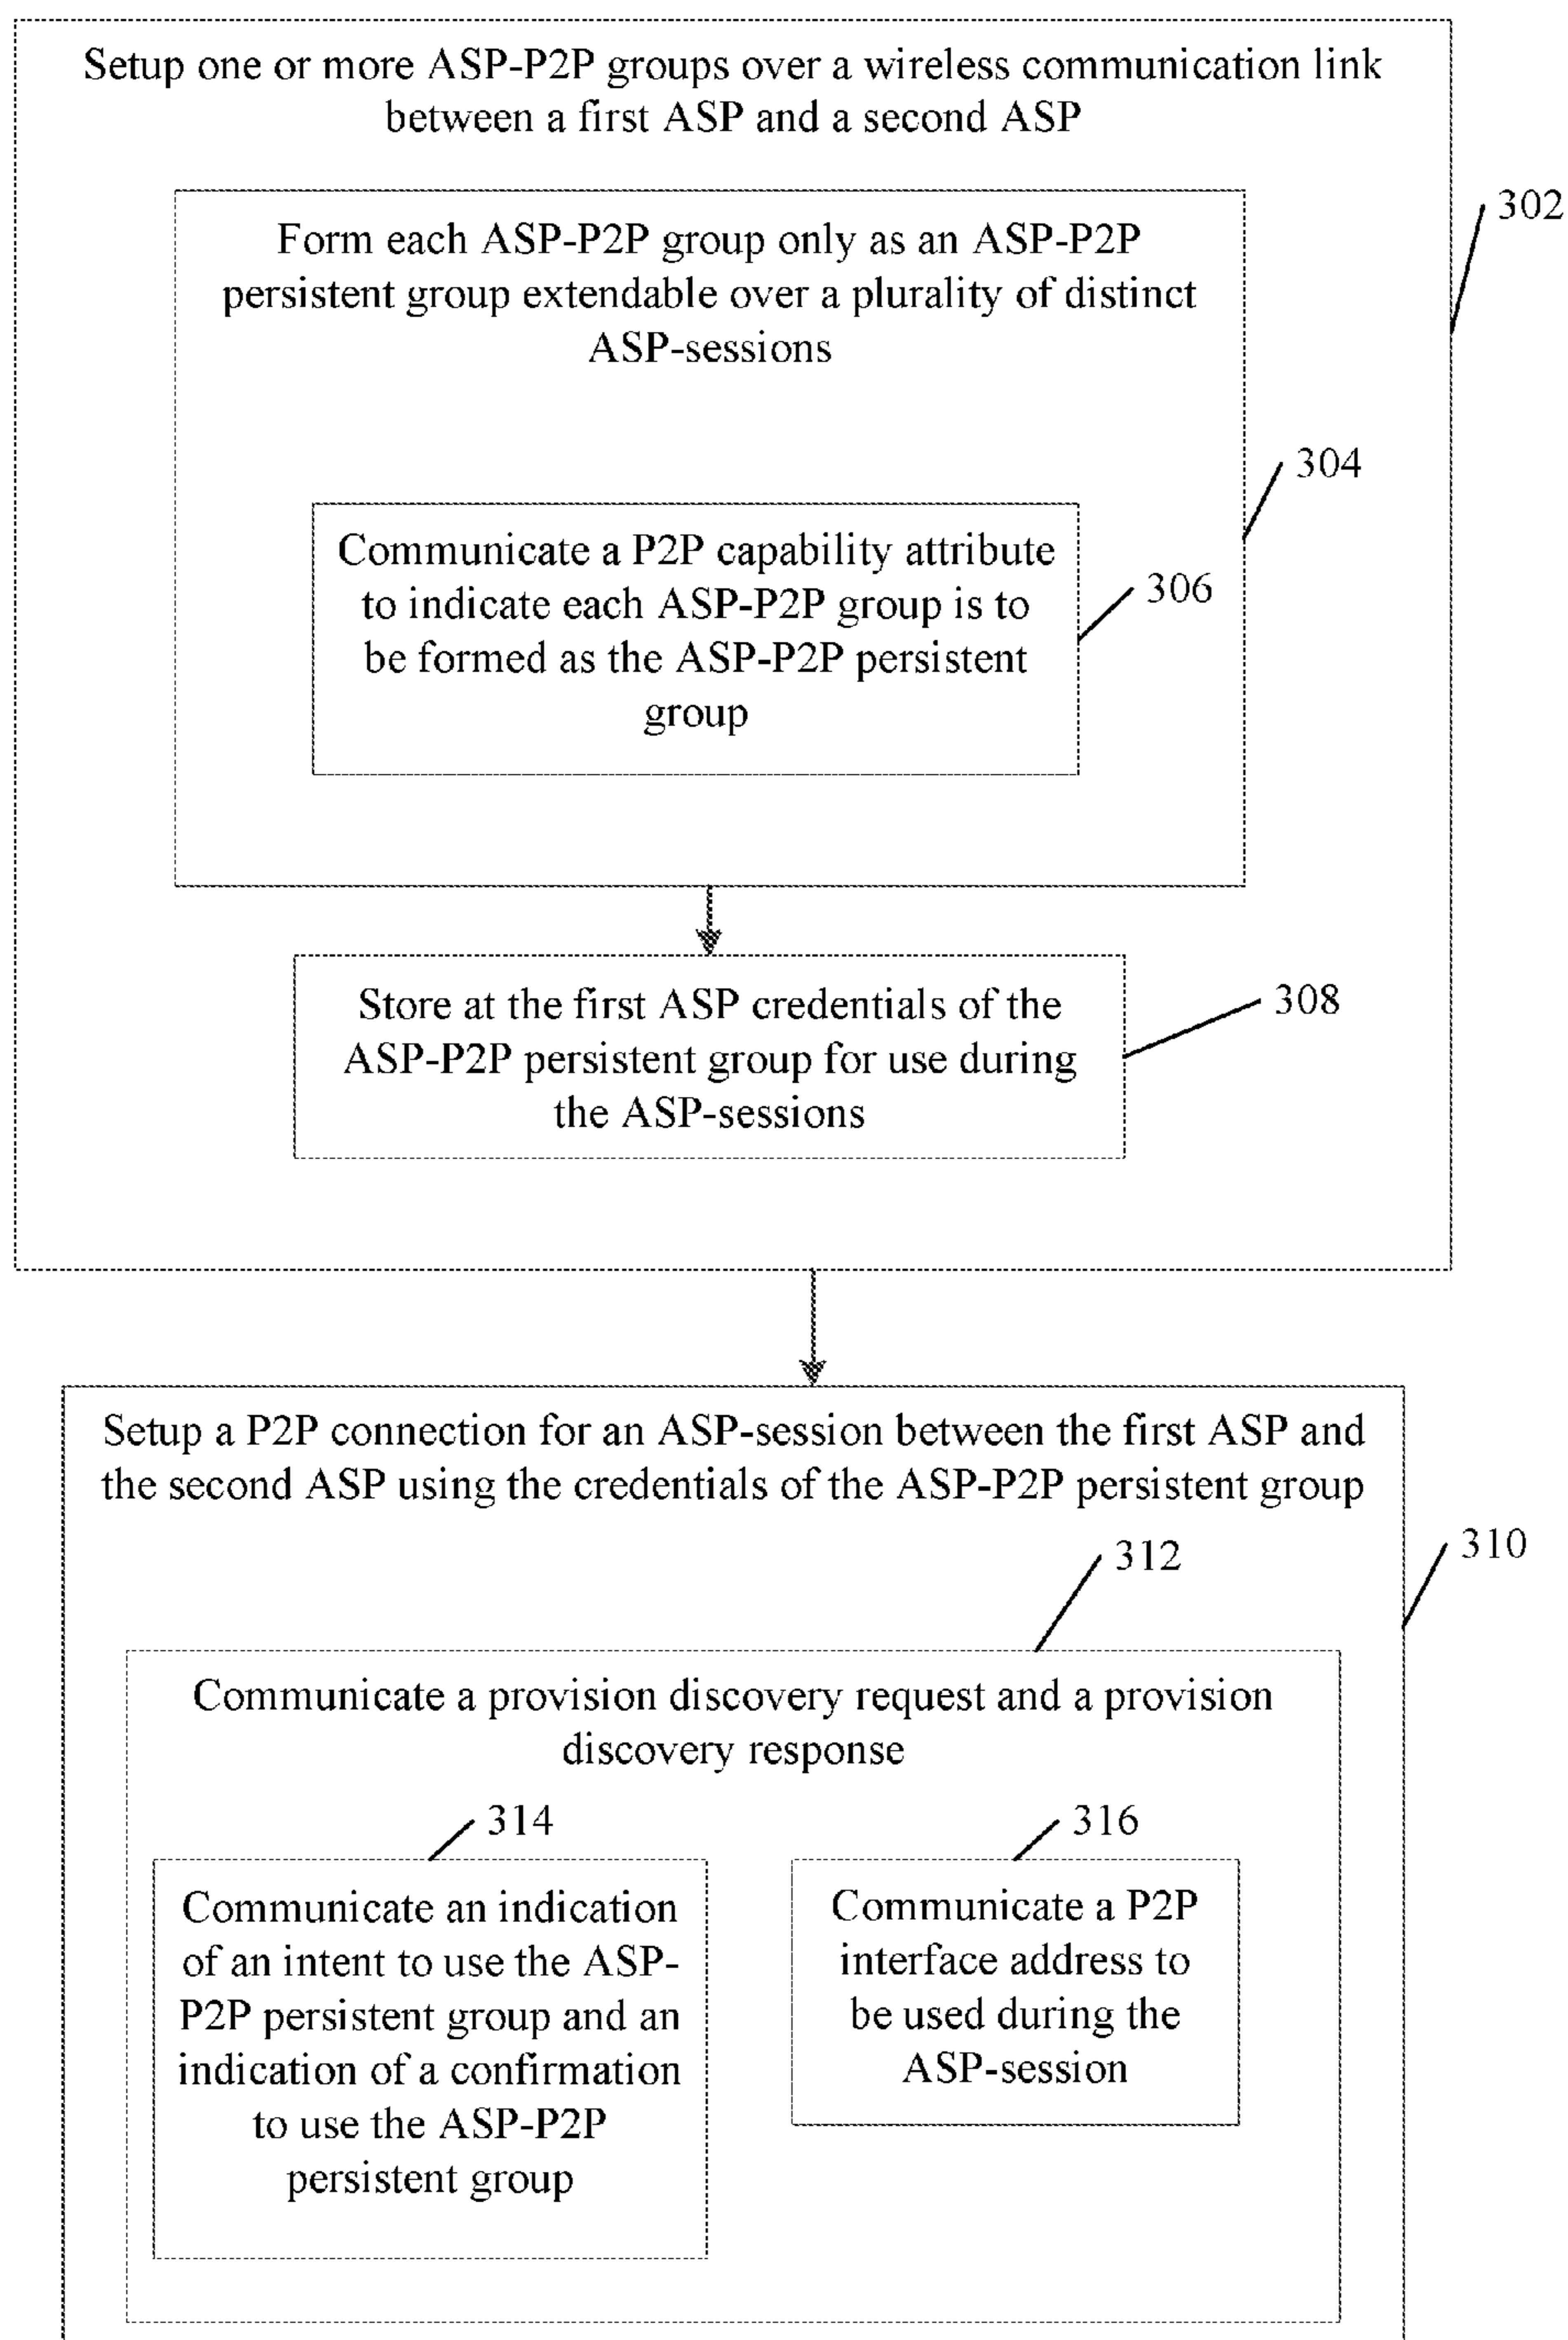 Setup one or more ASP-P2P groups over a wireless communication link
between a first ASP and a second ASP
302
Form each ASP-P2P group only as an ASP-P2P
persistent group extendable over a plurality of distinct
ASP-sessions
304
Communicate a P2P capability attribute
to indicate each ASP-P2P group is to
be formed as the ASP-P2P persistent
group
306
Store at the first ASP credentials of the
ASP-P2P persistent group for use during
the ASP-sessions
308
Setup a P2P connection for an ASP-session between the first ASP and
the second ASP using the credentials of the ASP-P2P persistent group
310
312
Communicate a provision discovery request and a provision
discovery response
314
Communicate an indication
of an intent to use the ASP-
P2P persistent group and an
indication of a confirmation
to use the ASP-P2P
persistent group
316
Communicate a P2P
interface address to
be used during the
ASP-session